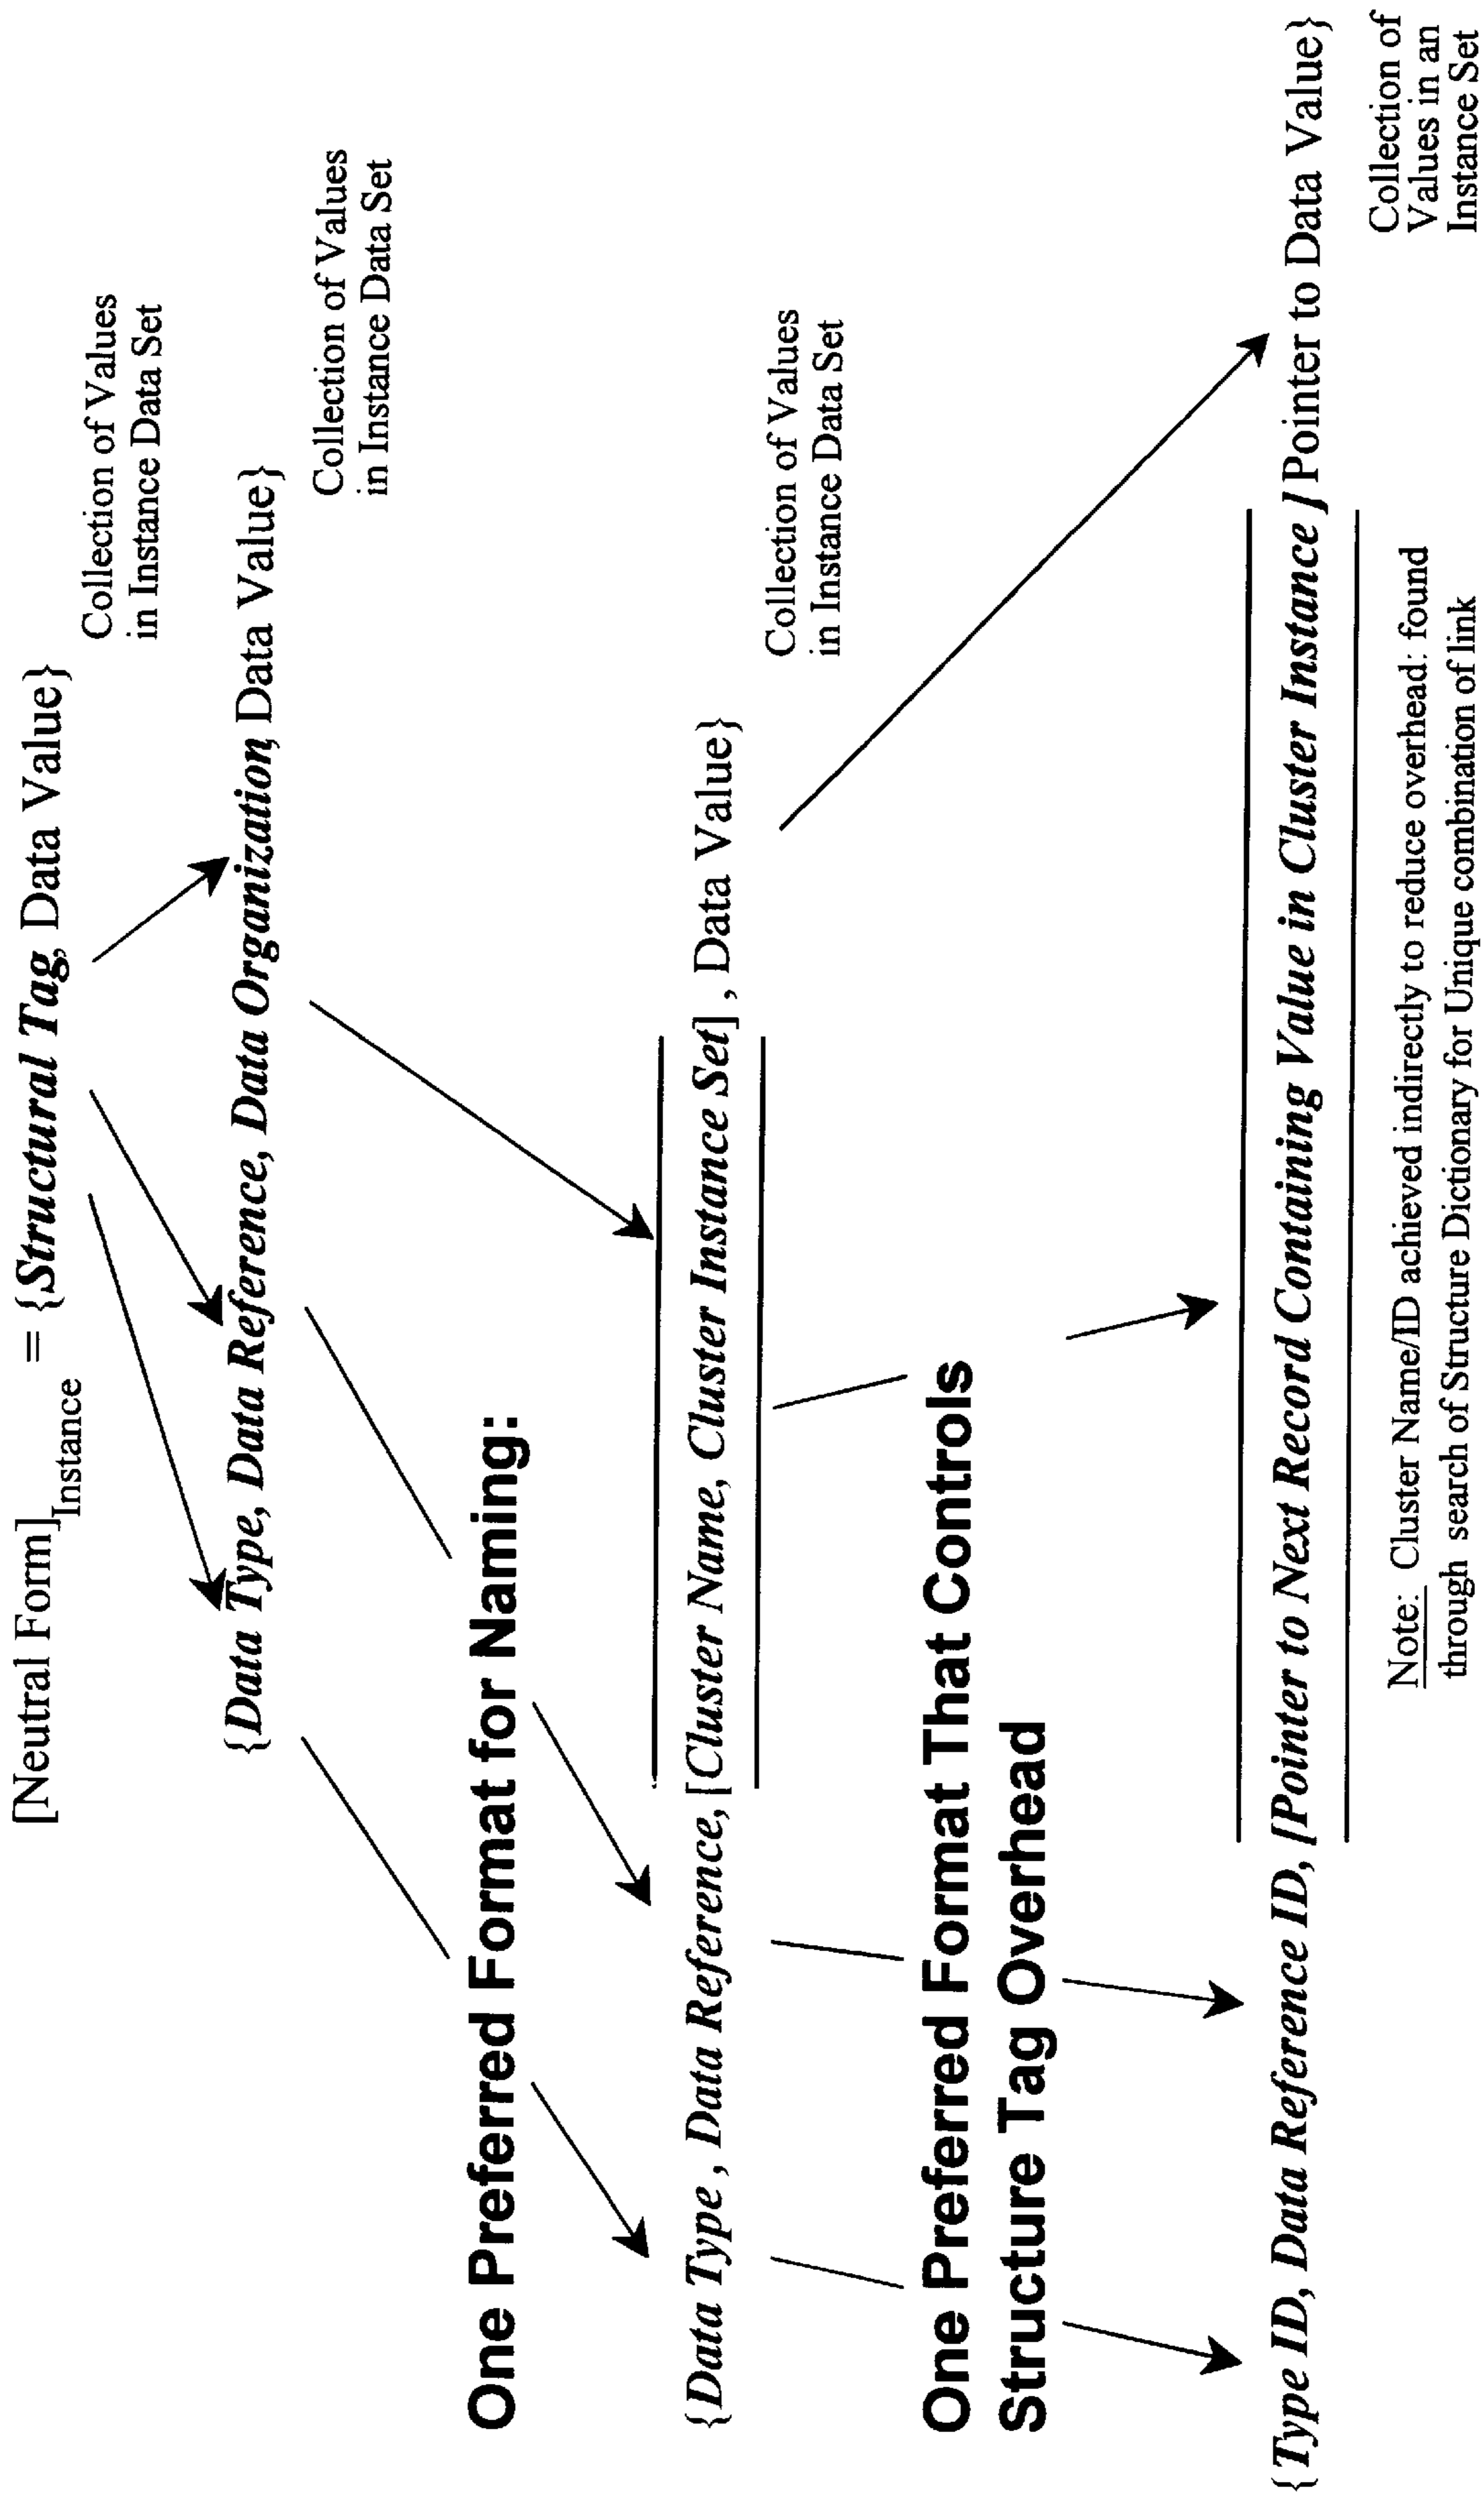 [Neutral Form]Instance = {Structural Tag, Data Value}
Collection of Values
in Instance Data Set
{Data Type, Data Reference, Data Organization, Data Value}
Collection of Values
in Instance Data Set
One Preferred Format for Naming:
{Data Type , Data Reference, [Cluster Name, Cluster Instance Set] , Data Value}
Collection of Values
in Instance Data Set
One Preferred Format That Controls
Structure Tag Overhead
{Type ID, Data Reference ID, [Pointer to Next Record Containing Value in Cluster Instance ] Pointer to Data Value}
Collection of
Values in an
Instance Set
Note: Cluster Name/ID achieved indirectly to reduce overhead: found
through search of Structure Dictionary for Unique combination of link